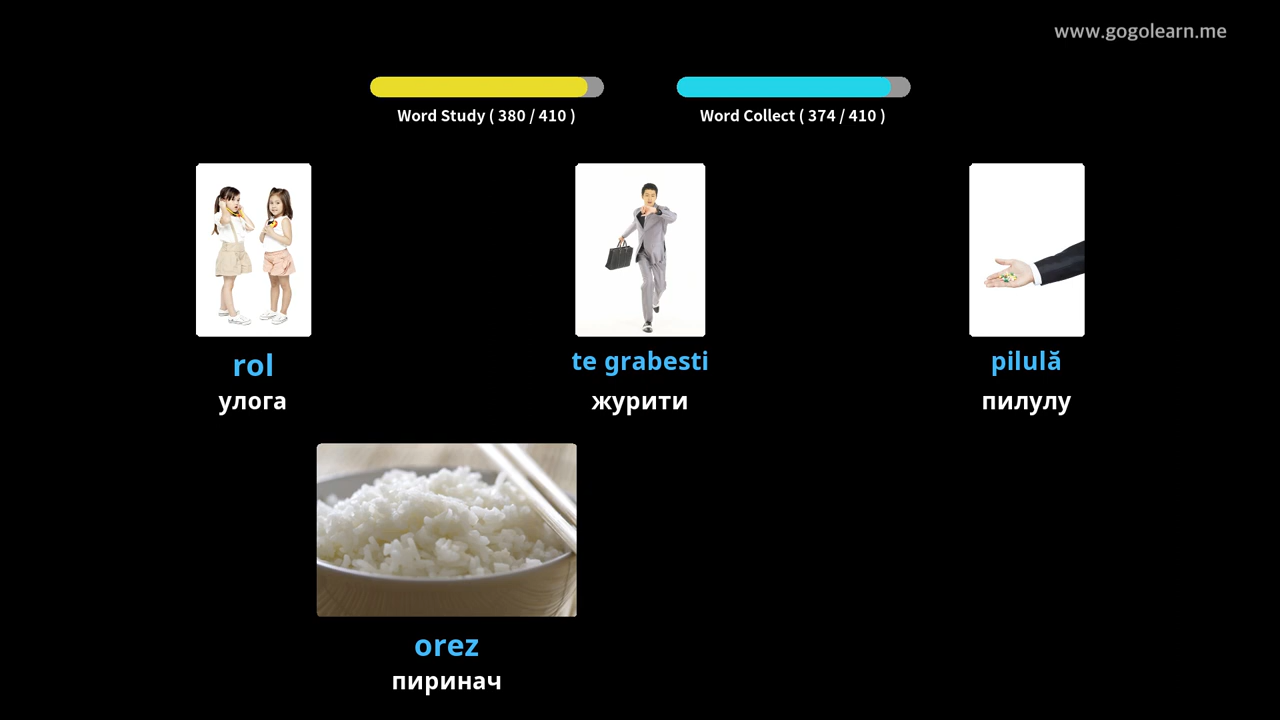 www.gogolearn.me
Word Study ( 380 / 410 )
Word Collect ( 374 / 410 )
rol
улога
te grabesti
журити
pilulă
пилулу
orez
пиринач